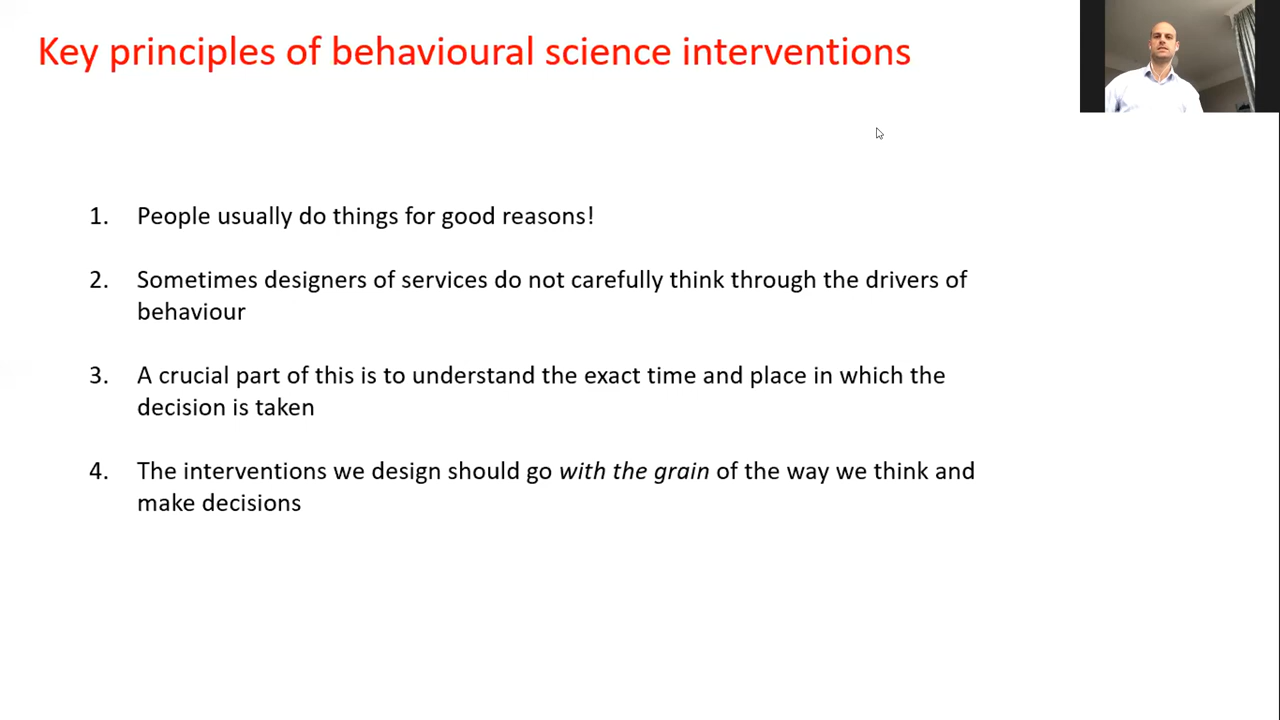 Key principles of behavioural science interventions
1. People usually do things for good reasons!
2. Sometimes designers of services do not carefully think through the drivers of
behaviour
3. A crucial part of this is to understand the exact time and place in which the
decision is taken
4. The interventions we design should go with the grain of the way we think and
make decisions